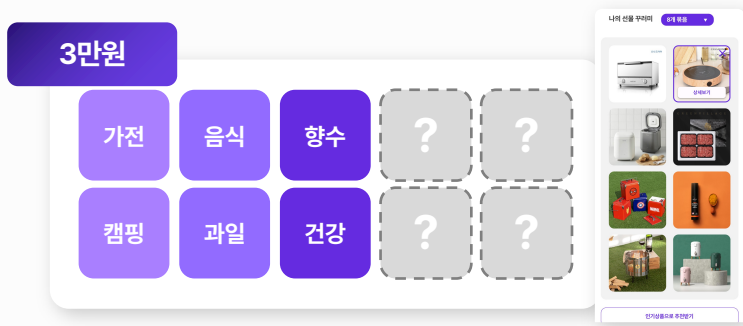 3만원
가전 음식 향수 ? ?
캠핑 과일 건강 ? ?
나의 선물 꾸러미 8개 묶음 ▼
상세보기
인기상품으로 추천받기